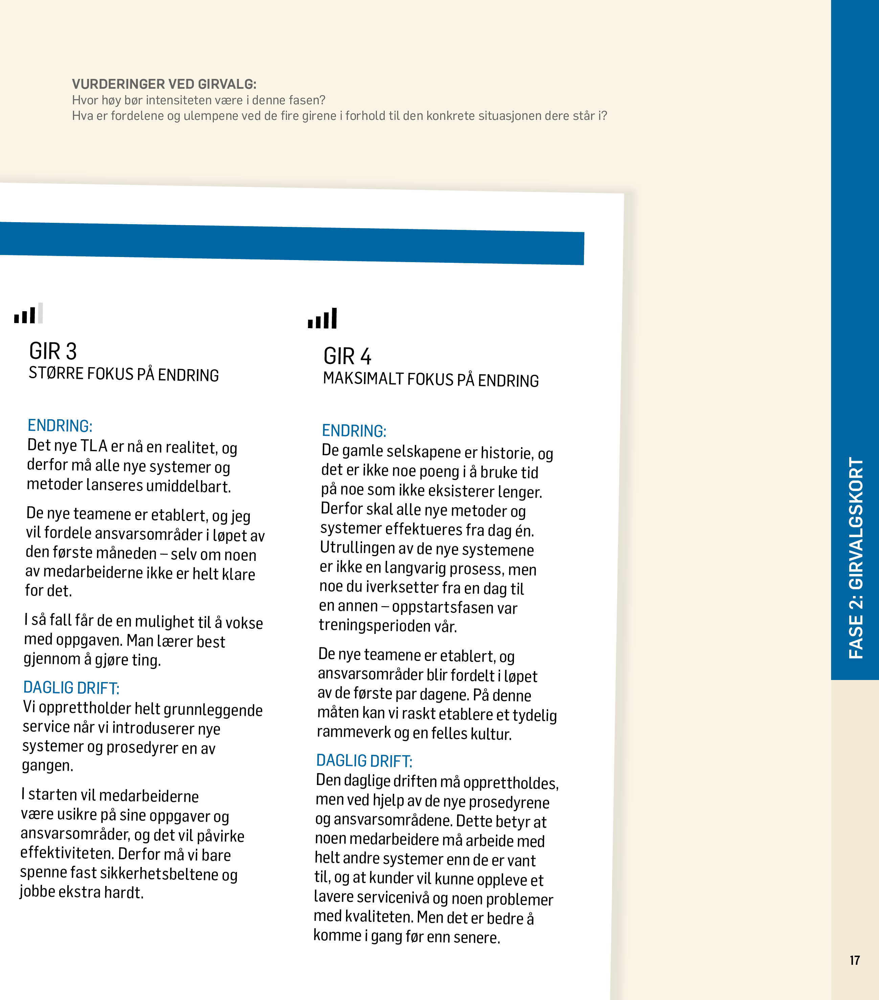 VURDERINGER VED GIRVALG:
Hvor høy bør intensiteten være i denne fasen?
Hva er fordelene og ulempene ved de fire girene i forhold til den konkrete situasjonen dere står i?
GIR 3
STØRRE FOKUS PÅ ENDRING
ENDRING:
Det nye TLA er nå en realitet, og
derfor må alle nye systemer og
metoder lanseres umiddelbart.
De nye teamene er etablert, og jeg
vil fordele ansvarsområder i løpet av
den første måneden – selv om noen
av medarbeiderne ikke er helt klare
for det.
I så fall får de en mulighet til å vokse
med oppgaven. Man lærer best
gjennom å gjøre ting.
DAGLIG DRIFT:
Vi opprettholder helt grunnleggende
service når vi introduserer nye
systemer og prosedyrer en av
gangen.
I starten vil medarbeiderne
være usikre på sine oppgaver og
ansvarsområder, og det vil påvirke
effektiviteten. Derfor må vi bare
spenne fast sikkerhetsbeltene og
jobbe ekstra hardt.
GIR 4
MAKSIMALT FOKUS PÅ ENDRING
ENDRING:
De gamle selskapene er historie, og
det er ikke noe poeng i å bruke tid
på noe som ikke eksisterer lenger.
Derfor skal alle nye metoder og
systemer effektueres fra dag én.
Utrullingen av de nye systemene
er ikke en langvarig prosess, men
noe du iverksetter fra en dag til
en annen – oppstartsfasen var
treningsperioden vår.
De nye teamene er etablert, og
ansvarsområder blir fordelt i løpet
av de første par dagene. På denne
måten kan vi raskt etablere et tydelig
rammeverk og en felles kultur.
DAGLIG DRIFT:
Den daglige driften må opprettholdes,
men ved hjelp av de nye prosedyrene
og ansvarsområdene. Dette betyr at
noen medarbeidere må arbeide med
helt andre systemer enn de er vant
til, og at kunder vil kunne oppleve et
lavere servicenivå og noen problemer
med kvaliteten. Men det er bedre å
komme i gang før enn senere.
FASE 2: GIRVALGSKORT
17